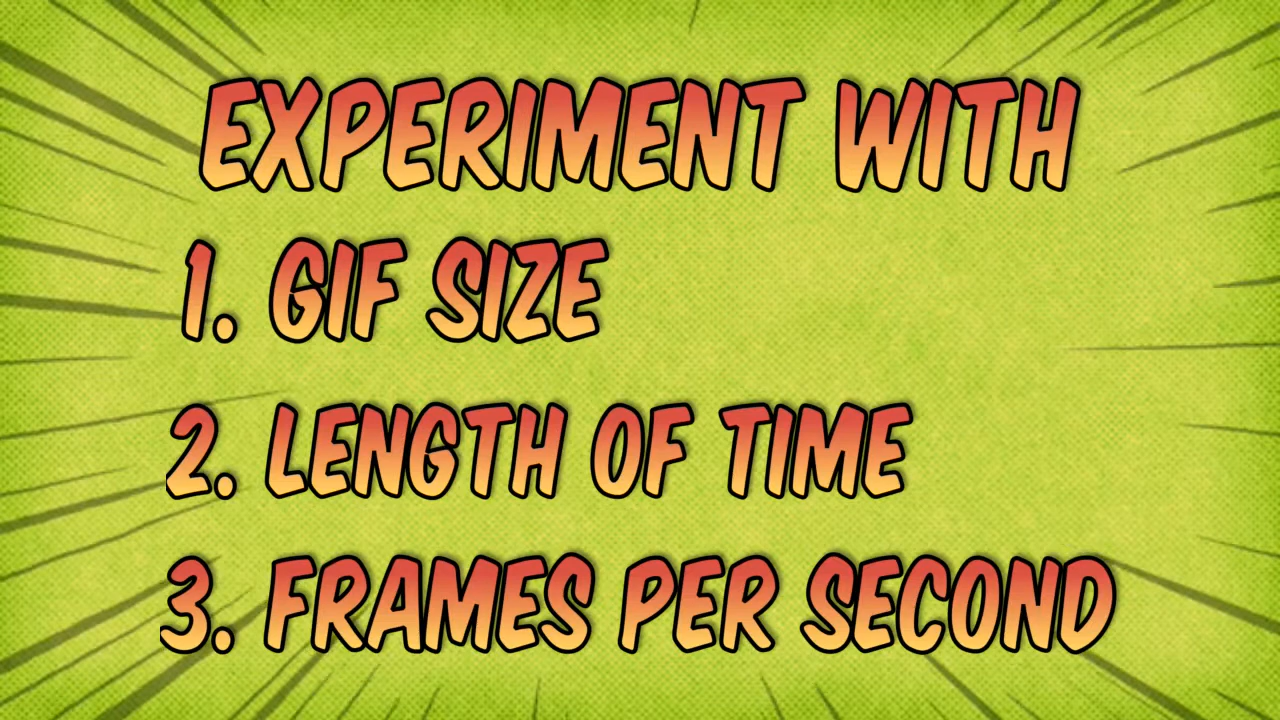 EXPERIMENT WITH
1. GIF SIZE
2. LENGTH OF TIME
3. FRAMES PER SECOND